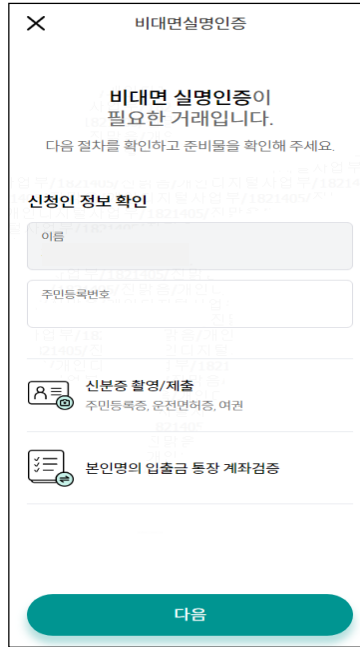 비대면실명인증
비대면 실명인증이
필요한 거래입니다.
다음 절차를 확인하고 준비물을 확인해 주세요.
신청인 정보 확인
이름
주민등록번호
신분증 촬영/제출
주민등록증, 운전면허증, 여권
본인명의 입출금 통장 계좌검증
다음